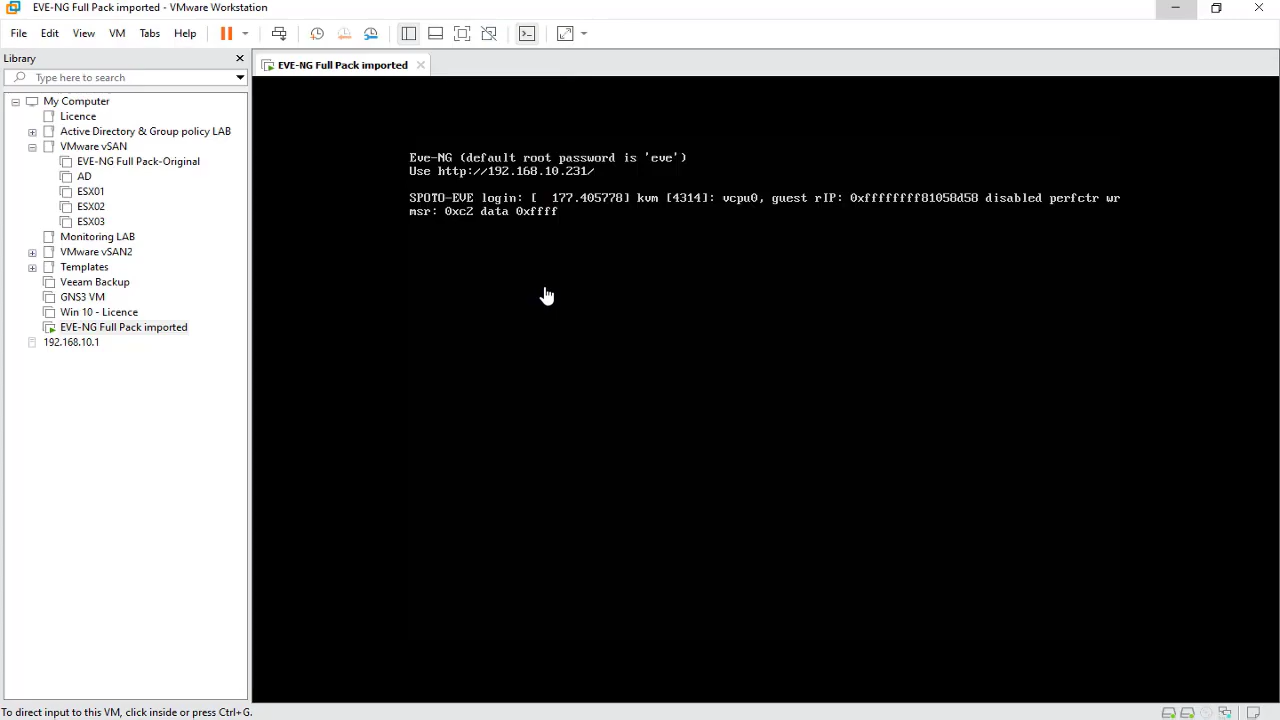 EVE-NG Full Pack imported - VMware Workstation
File Edit View VM Tabs Help
Library
Type here to search
My Computer
Licence
Active Directory & Group policy LAB
VMware vSAN
EVE-NG Full Pack-Original
AD
ESX01
ESX02
ESX03
Monitoring LAB
VMware vSAN2
Templates
Veeam Backup
GNS3 VM
Win 10 - Licence
EVE-NG Full Pack imported
192.168.10.1
EVE-NG Full Pack imported
Eve-NG (default root password is 'eve')
Use http://192.168.10.231/
SPOTO-EVE login: [  177.405778] kvm [4314]: vcpu0, guest rIP: 0xffffffff81058d58 disabled perfctr wr
msr: 0xc2 data 0xffff
To direct input to this VM, click inside or press Ctrl+G.